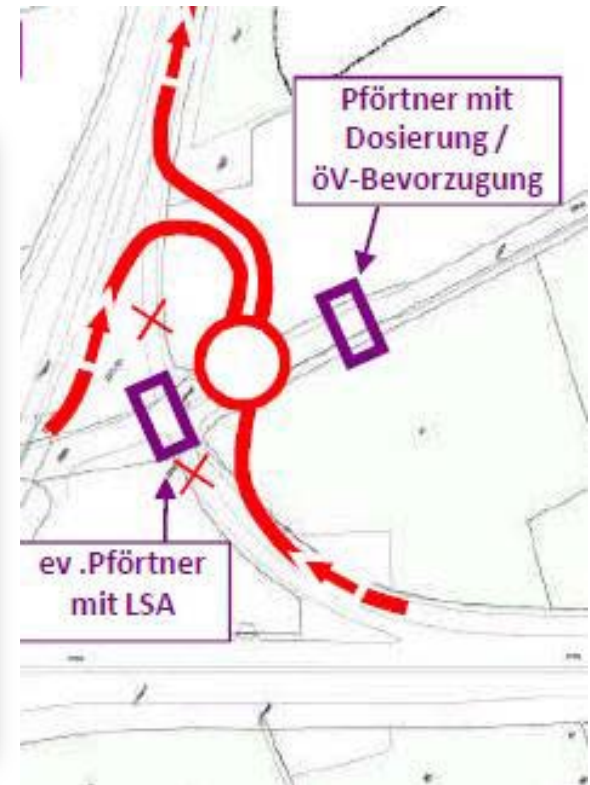 Pförtner mit
Dosierung /
öV-Bevorzugung
ev .Pförtner
mit LSA